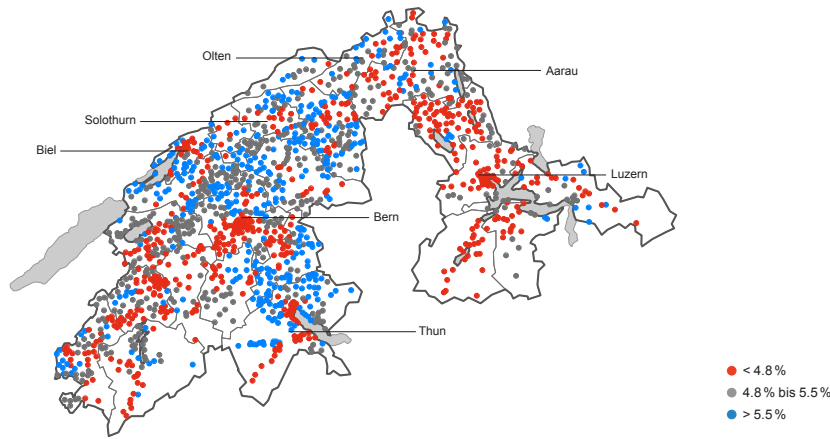 Olten
Aarau
Solothurn
Biel
Luzern
Bern
Thun
< 4.8 %
4.8 % bis 5.5 %
> 5.5 %